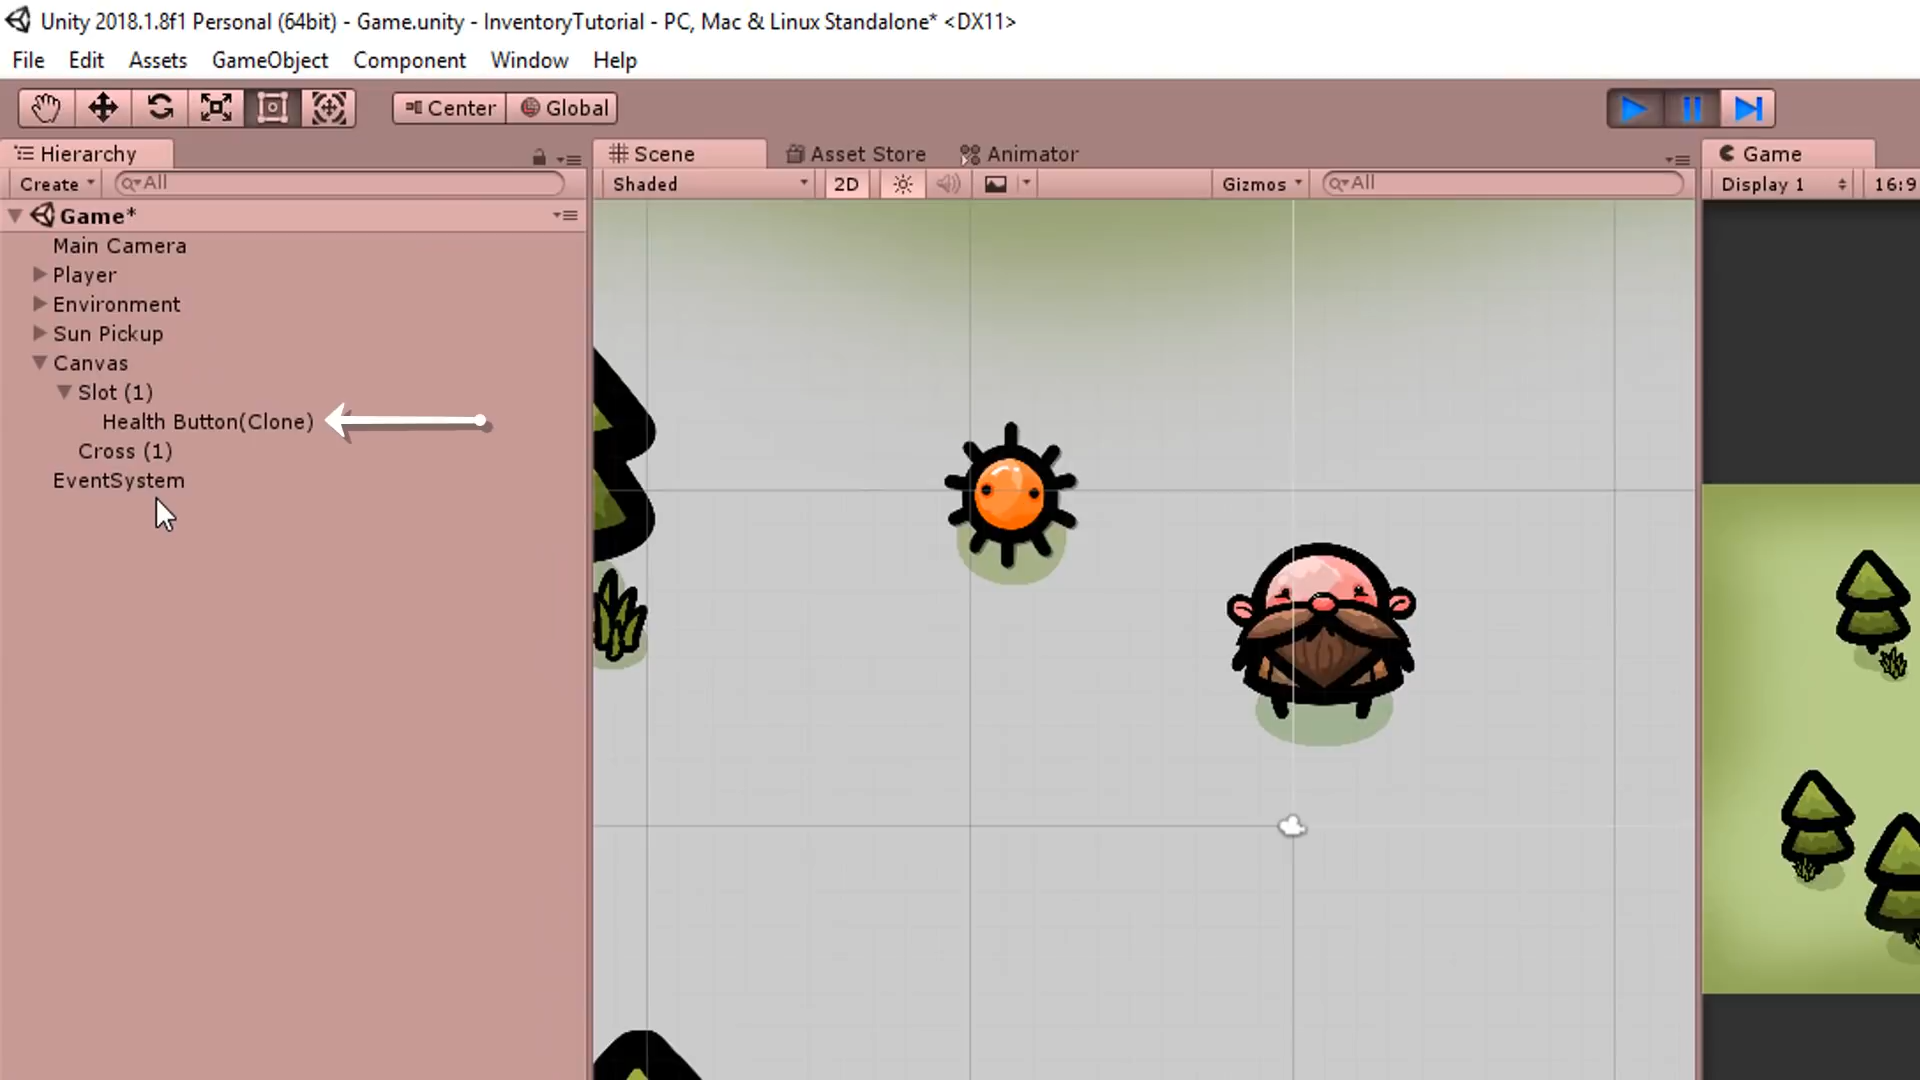 Unity 2018.1.8f1 Personal (64bit) - Game.unity - InventoryTutorial - PC, Mac & Linux Standalone* <DX11>
File Edit Assets GameObject Component Window Help
Center Global
Hierarchy Scene Asset Store Animator Game
Create All Shaded 2D Gizmos All Display 1 16:9
Game*
Main Camera
Player
Environment
Sun Pickup
Canvas
Slot (1)
Health Button(Clone)
Cross (1)
EventSystem